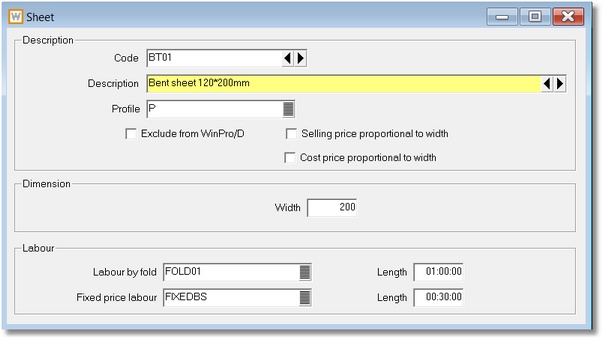 W Sheet
Description
Code BT01
Description Bent sheet 120*200mm
Profile P
Exclude from WinPro/D Selling price proportional to width
Cost price proportional to width
Dimension
Width 200
Labour
Labour by fold FOLD01 Length 01:00:00
Fixed price labour FIXEDBS Length 00:30:00